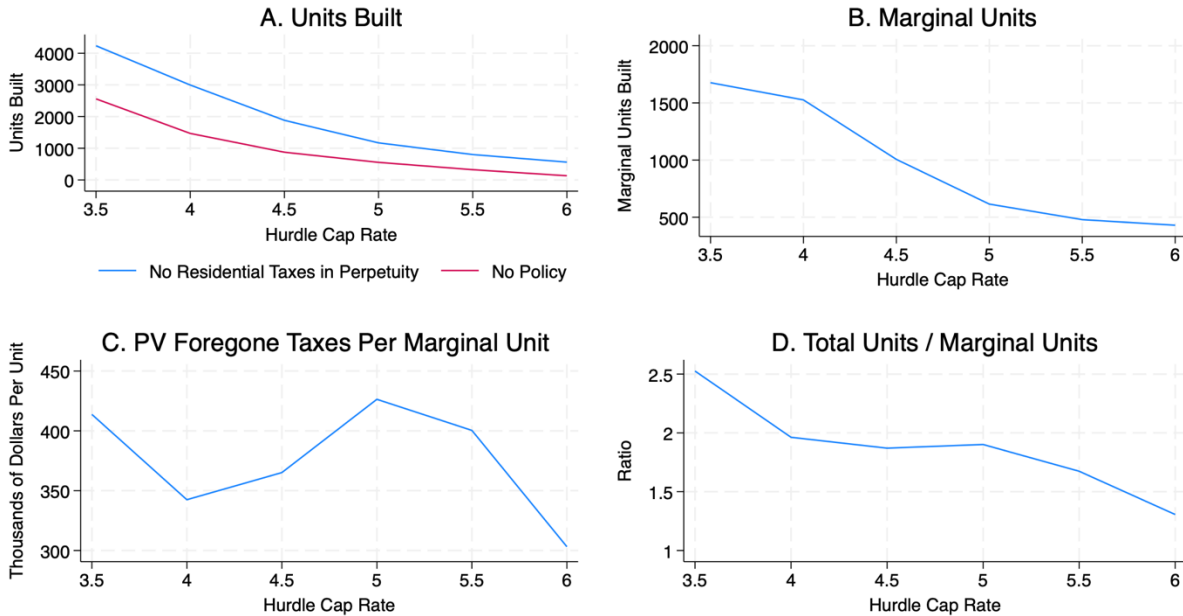 A. Units Built
Units Built
4000
3000
2000
1000
0
3.5 4 4.5 5 5.5 6
Hurdle Cap Rate
No Residential Taxes in Perpetuity No Policy
B. Marginal Units
Marginal Units Built
2000
1500
1000
500
3.5 4 4.5 5 5.5 6
Hurdle Cap Rate
C. PV Foregone Taxes Per Marginal Unit
Thousands of Dollars Per Unit
450
400
350
300
3.5 4 4.5 5 5.5 6
Hurdle Cap Rate
D. Total Units / Marginal Units
Ratio
2.5
2
1.5
1
3.5 4 4.5 5 5.5 6
Hurdle Cap Rate